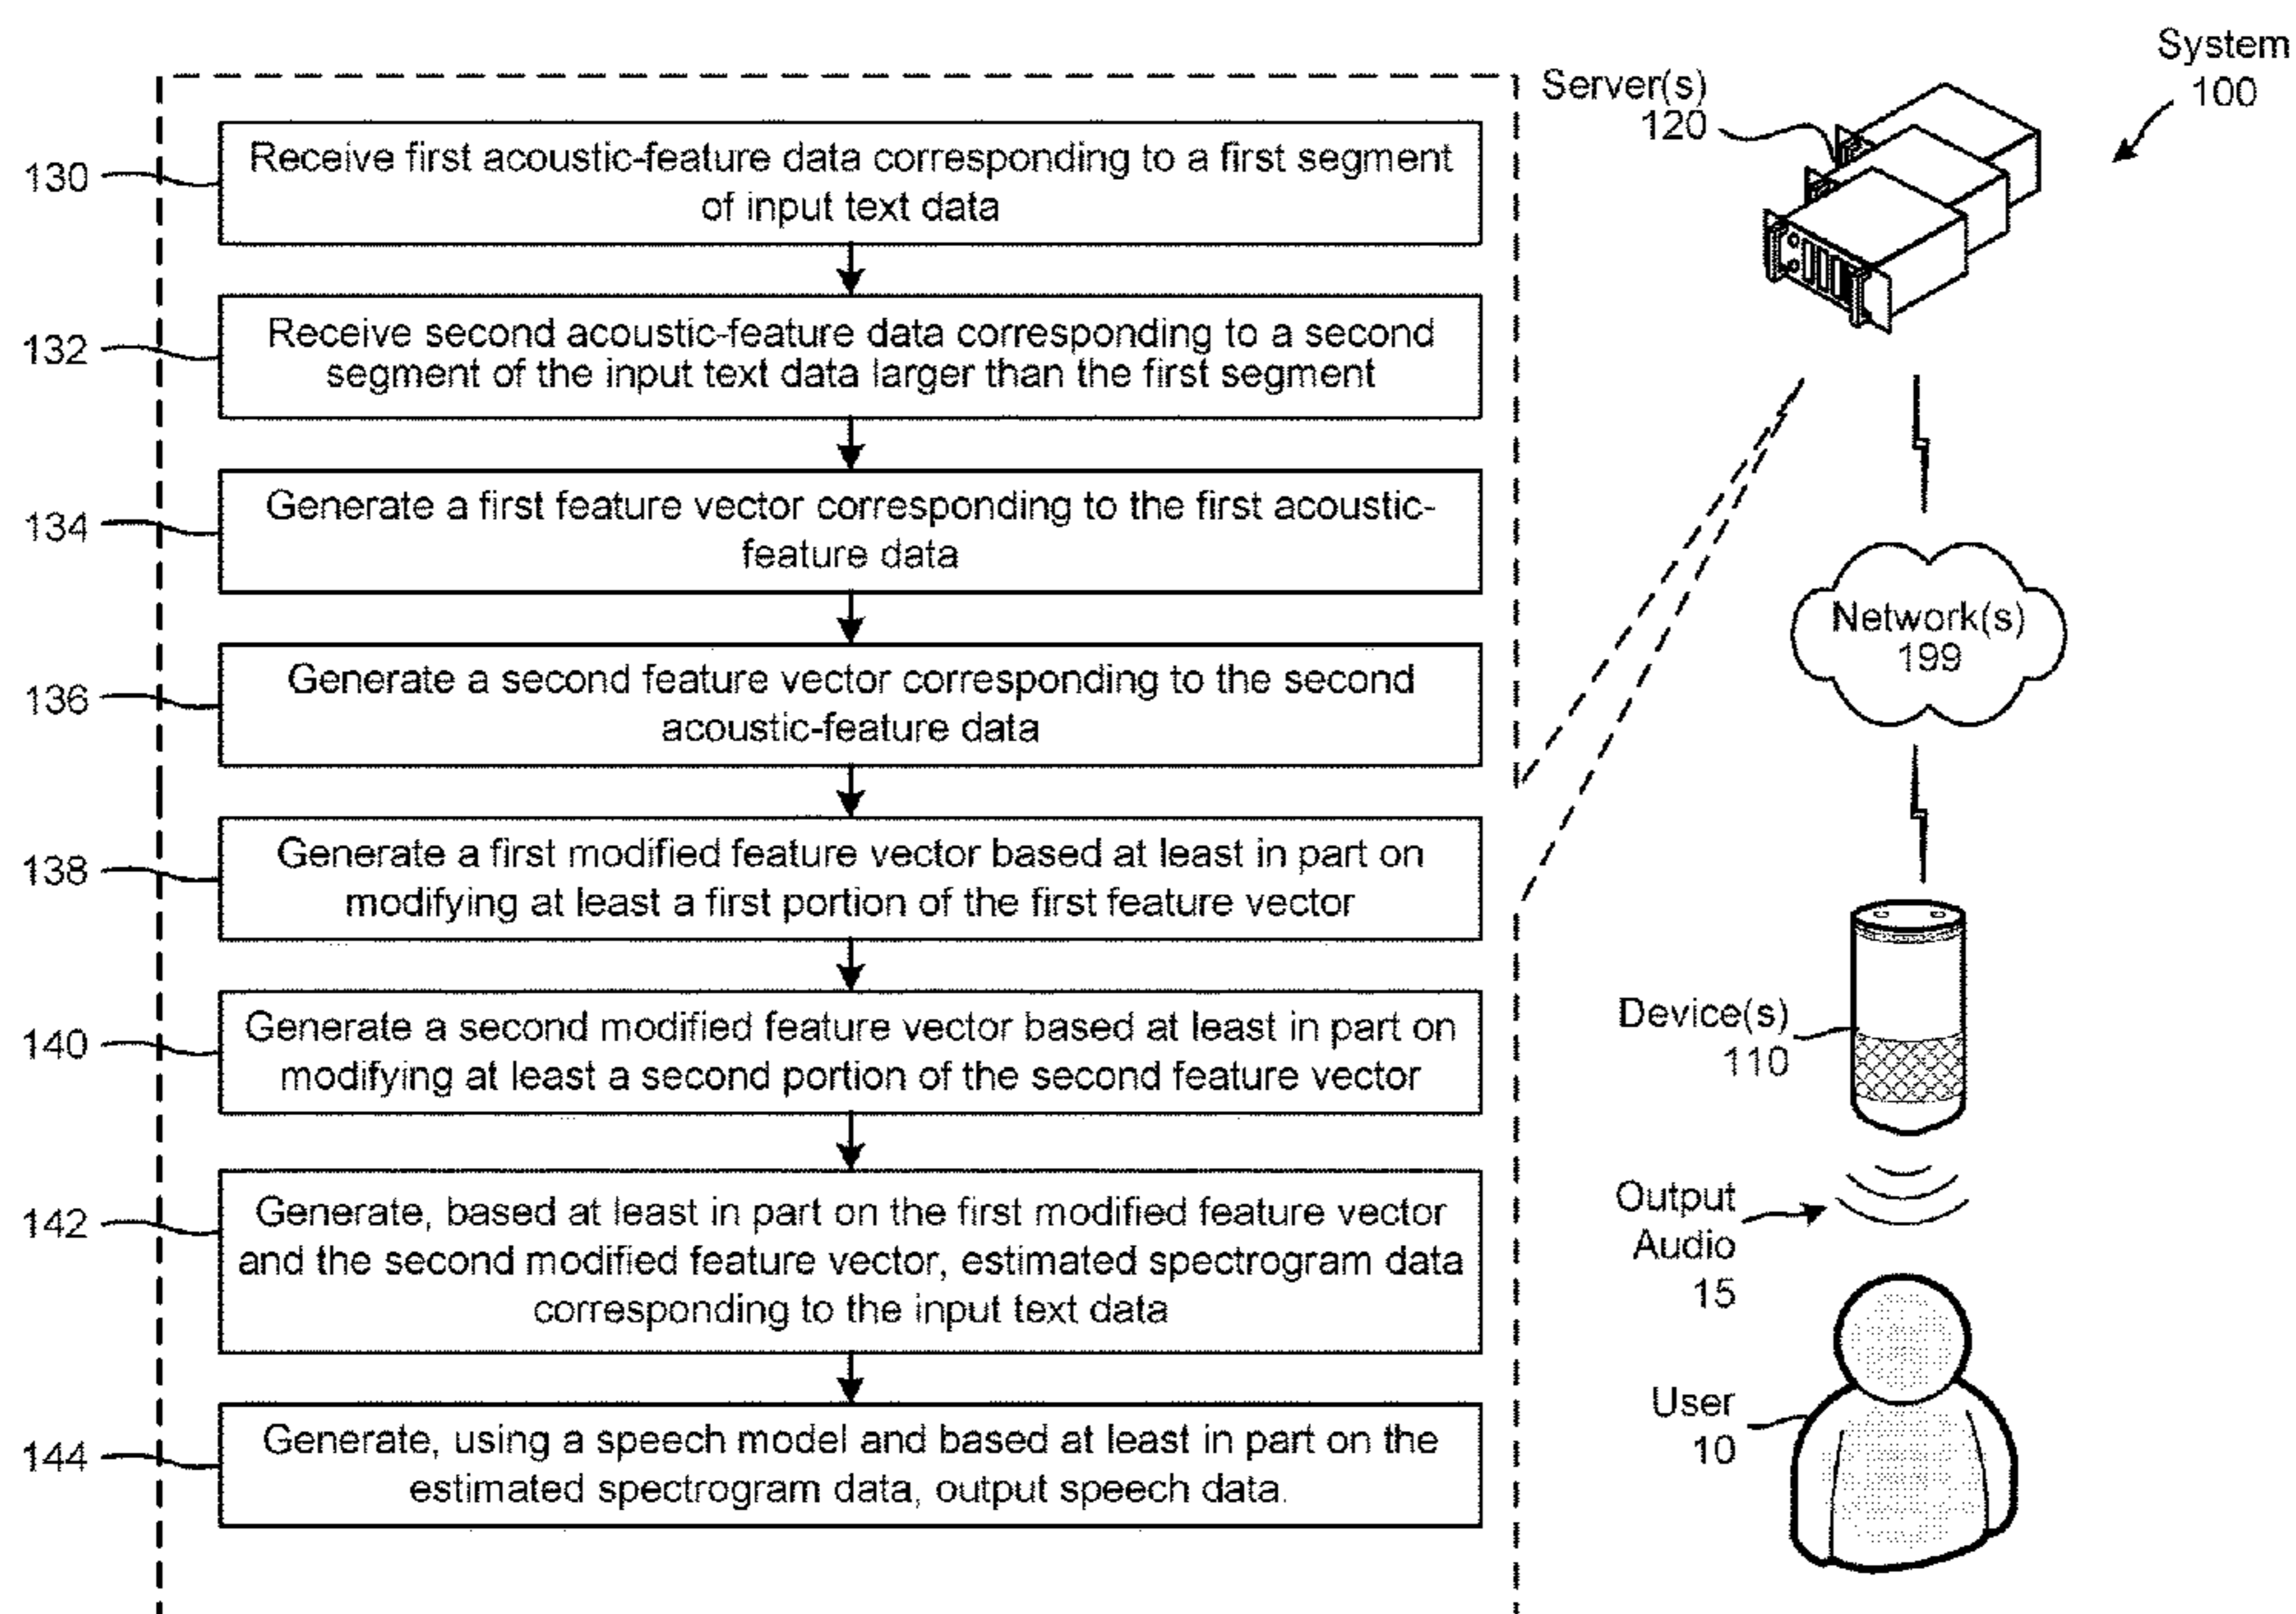 130
Receive first acoustic-feature data corresponding to a first segment
of input text data
132
Receive second acoustic-feature data corresponding to a second
segment of the input text data larger than the first segment
134
Generate a first feature vector corresponding to the first acoustic-
feature data
136
Generate a second feature vector corresponding to the second
acoustic-feature data
138
Generate a first modified feature vector based at least in part on
modifying at least a first portion of the first feature vector
140
Generate a second modified feature vector based at least in part on
modifying at least a second portion of the second feature vector
142
Generate, based at least in part on the first modified feature vector
and the second modified feature vector, estimated spectrogram data
corresponding to the input text data
144
Generate, using a speech model and based at least in part on the
estimated spectrogram data, output speech data.
System
100
Server(s)
120
Network(s)
199
Device(s)
110
Output
Audio
15
User
10